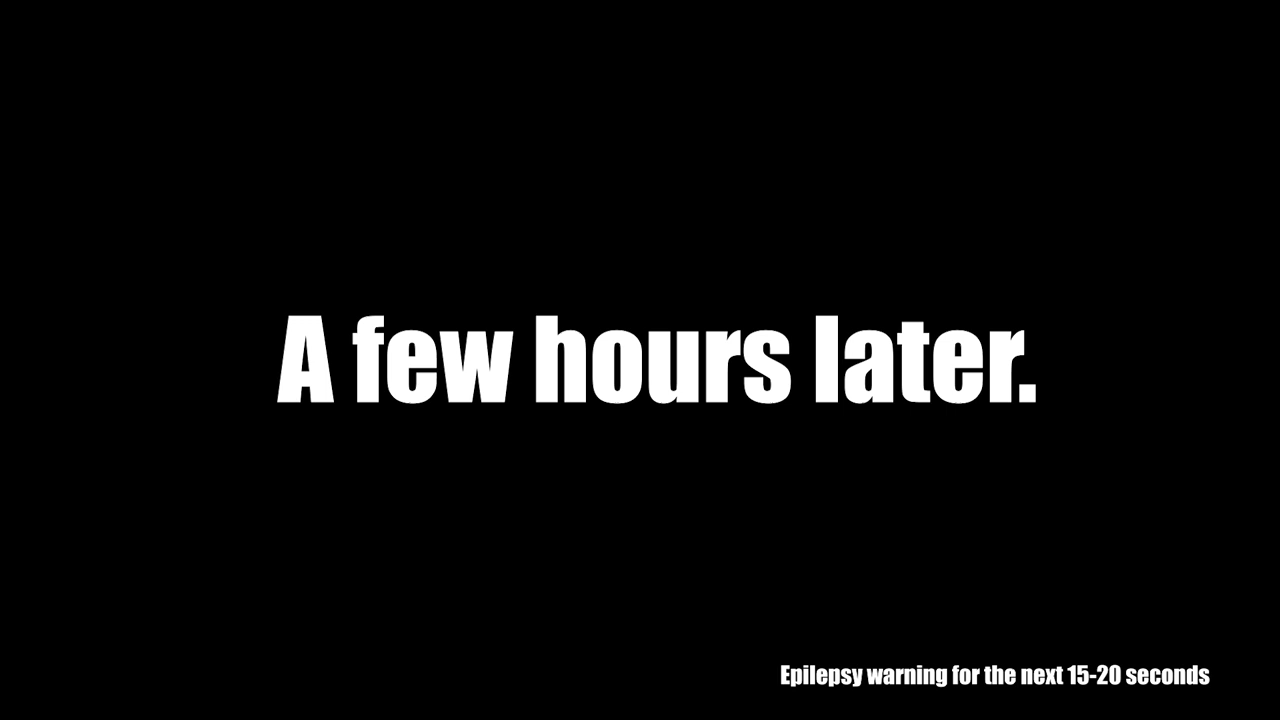 A few hours later.
Epilepsy warning for the next 15-20 seconds